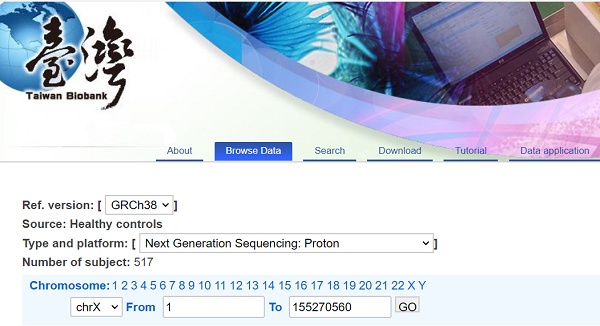 臺灣
Taiwan Biobank
About Browse Data Search Download Tutorial Data application
Ref. version: [ GRCh38 ]
Source: Healthy controls
Type and platform: [ Next Generation Sequencing: Proton ]
Number of subject: 517
Chromosome: 1 2 3 4 5 6 7 8 9 10 11 12 13 14 15 16 17 18 19 20 21 22 X Y
chrX From 1 To 155270560 GO